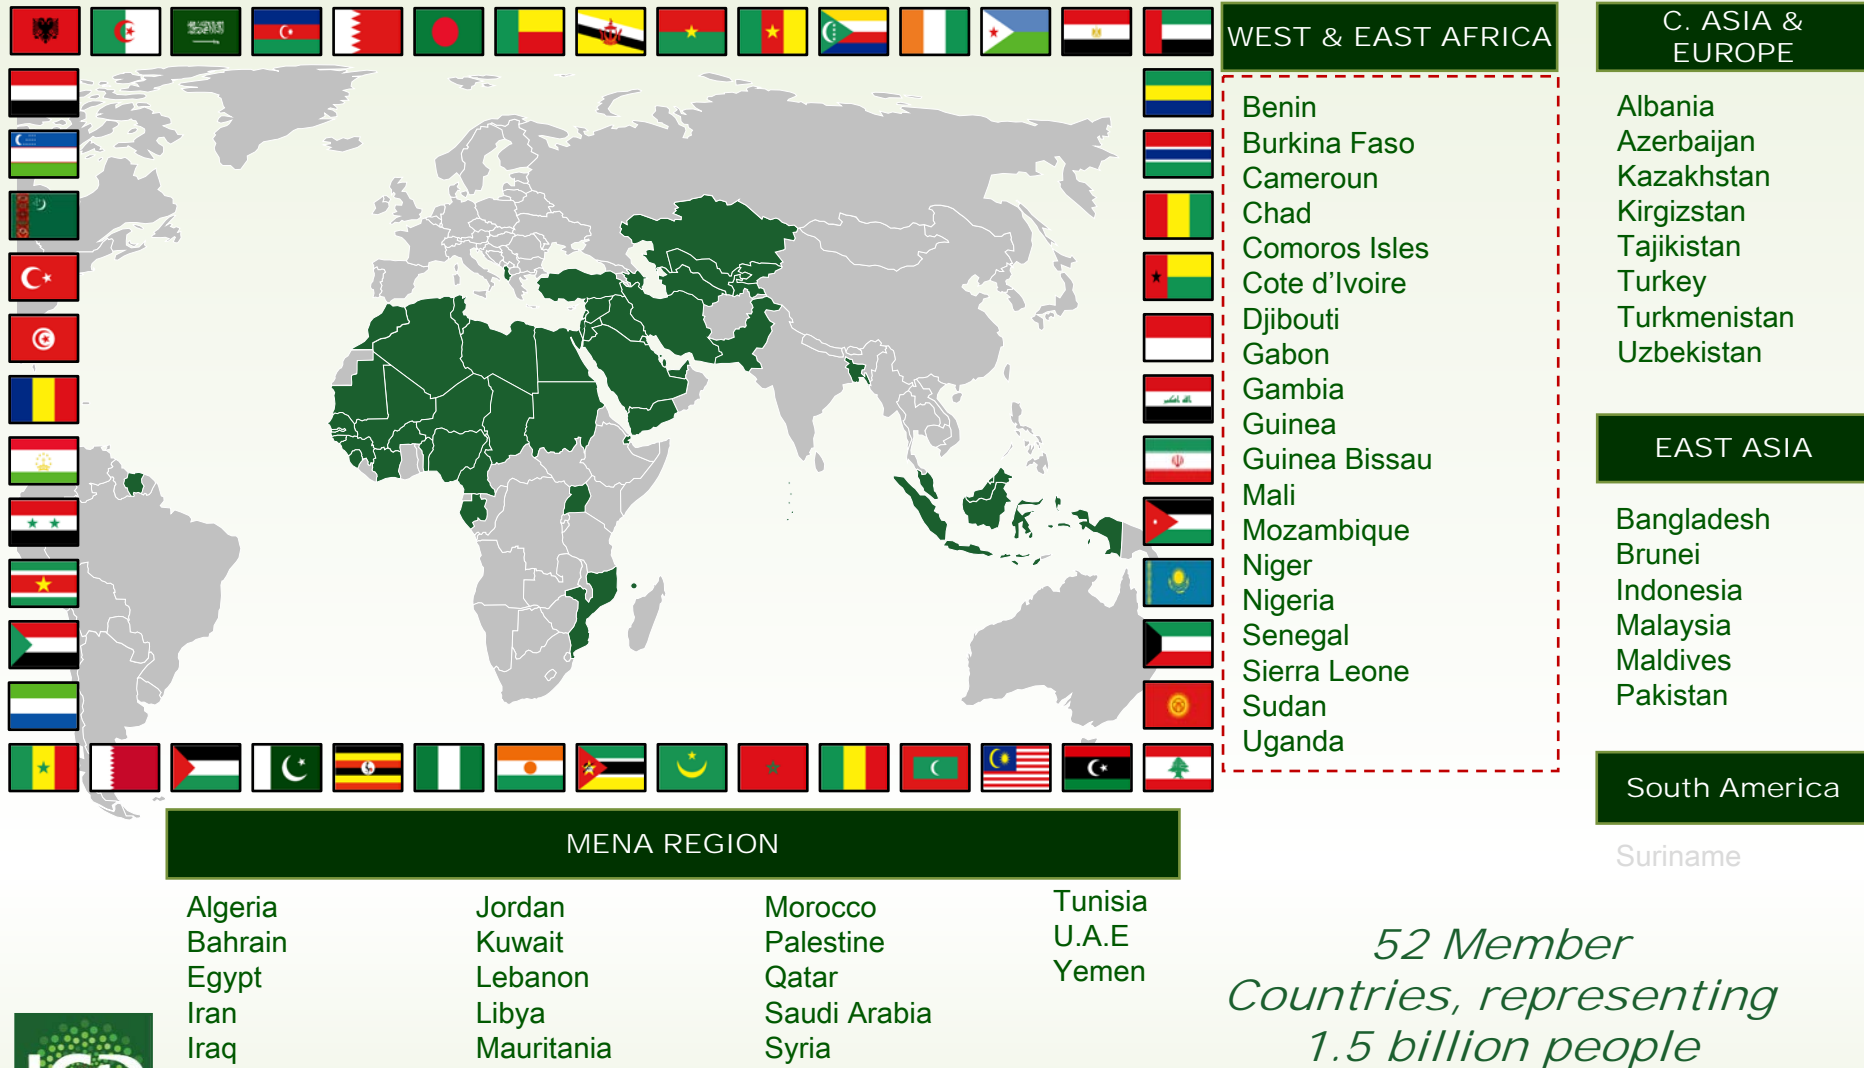 WEST & EAST AFRICA
Benin
Burkina Faso
Cameroun
Chad
Comoros Isles
Cote d’Ivoire
Djibouti
Gabon
Gambia
Guinea
Guinea Bissau
Mali
Mozambique
Niger
Nigeria
Senegal
Sierra Leone
Sudan
Uganda
C. ASIA &
EUROPE
Albania
Azerbaijan
Kazakhstan
Kirgizstan
Tajikistan
Turkey
Turkmenistan
Uzbekistan
EAST ASIA
Bangladesh
Brunei
Indonesia
Malaysia
Maldives
Pakistan
South America
Suriname
MENA REGION
Algeria
Bahrain
Egypt
Iran
Iraq
Jordan
Kuwait
Lebanon
Libya
Mauritania
Morocco
Palestine
Qatar
Saudi Arabia
Syria
Tunisia
U.A.E
Yemen
52 Member
Countries, representing
1.5 billion people